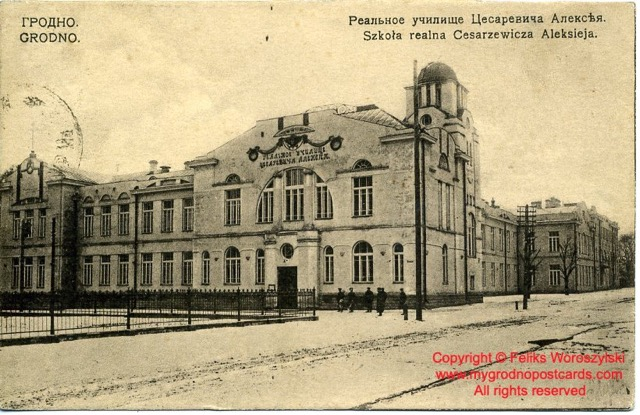 ГРОДНО.
GRODNO.
Реальное училище Цесаревича Алексѣя.
Szkoła realna Cesarzewicza Aleksieja.
РЕАЛЬНОЕ УЧИЛИЩЕ
ЦЕСАРЕВИЧА АЛЕКСѢЯ.
Copyright © Feliks Woroszylski
www.mygrodnopostcards.com
All rights reserved